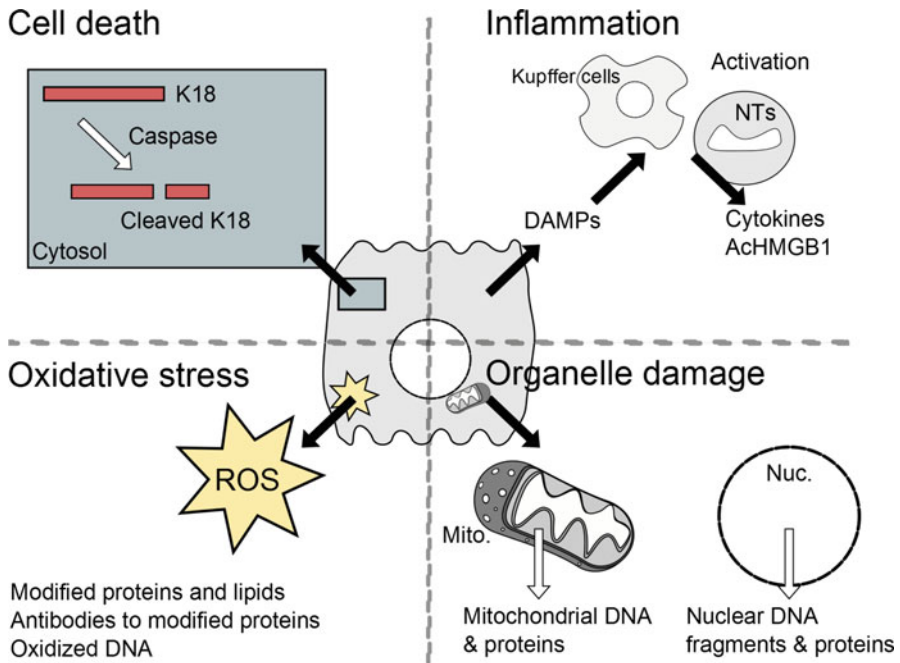 Cell death
K18
Caspase
Cleaved K18
Cytosol
Inflammation
Kupffer cells
Activation
NTs
DAMPs
Cytokines
AcHMGB1
Oxidative stress
ROS
Modified proteins and lipids
Antibodies to modified proteins
Oxidized DNA
Organelle damage
Mito.
Nuc.
Mitochondrial DNA
& proteins
Nuclear DNA
fragments & proteins